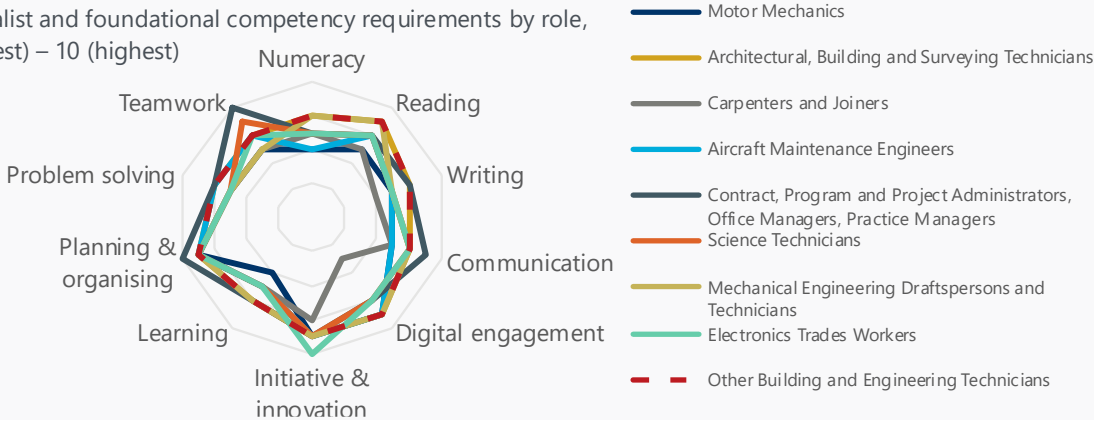 list and foundational competency requirements by role,
est) – 10 (highest)
Numeracy
Reading
Writing
Communication
Digital engagement
Initiative &
innovation
Learning
Planning &
organising
Problem solving
Teamwork
Motor Mechanics
Architectural, Building and Surveying Technicians
Carpenters and Joiners
Aircraft Maintenance Engineers
Contract, Program and Project Administrators,
Office Managers, Practice Managers
Science Technicians
Mechanical Engineering Draftspersons and
Technicians
Electronics Trades Workers
Other Building and Engineering Technicians